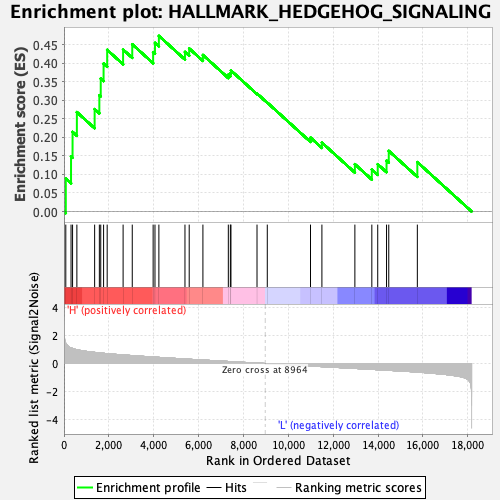 Enrichment plot: HALLMARK_HEDGEHOG_SIGNALING
Enrichment score (ES)
0.45
0.40
0.35
0.30
0.25
0.20
0.15
0.10
0.05
0.00
'H' (positively correlated)
Ranked list metric (Signal2Noise)
4
2
0
-2
-4
Zero cross at 8964
'L' (negatively correlated)
0 2,000 4,000 6,000 8,000 10,000 12,000 14,000 16,000 18,000
Rank in Ordered Dataset
Enrichment profile Hits Ranking metric scores